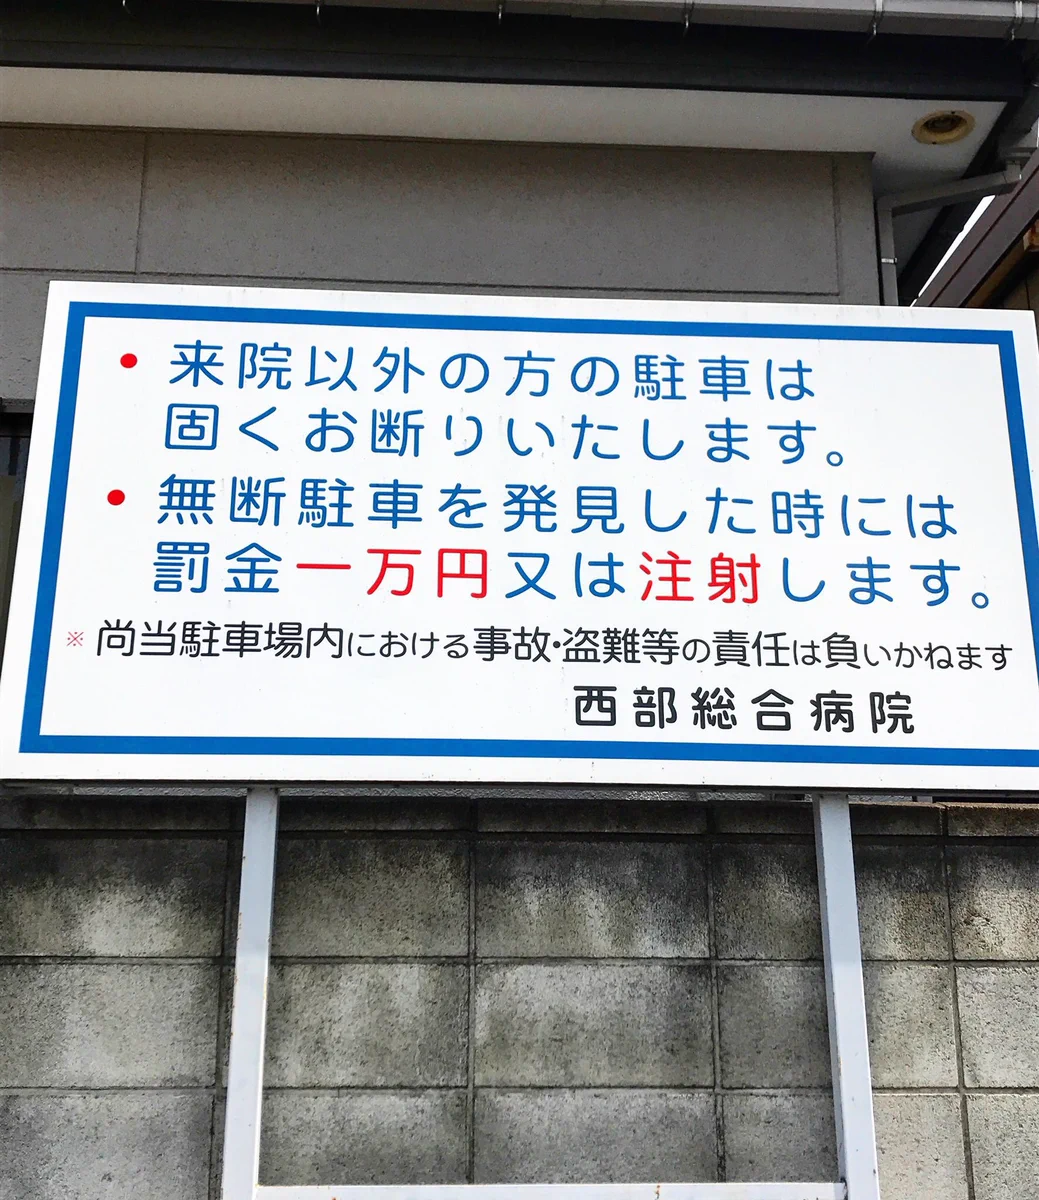 ● 来院以外の方の駐車は
固くお断りいたします。
● 無断駐車を発見した時には
罰金一万円又は注射します。
※ 尚当駐車場内における事故・盗難等の責任は負いかねます
西部総合病院